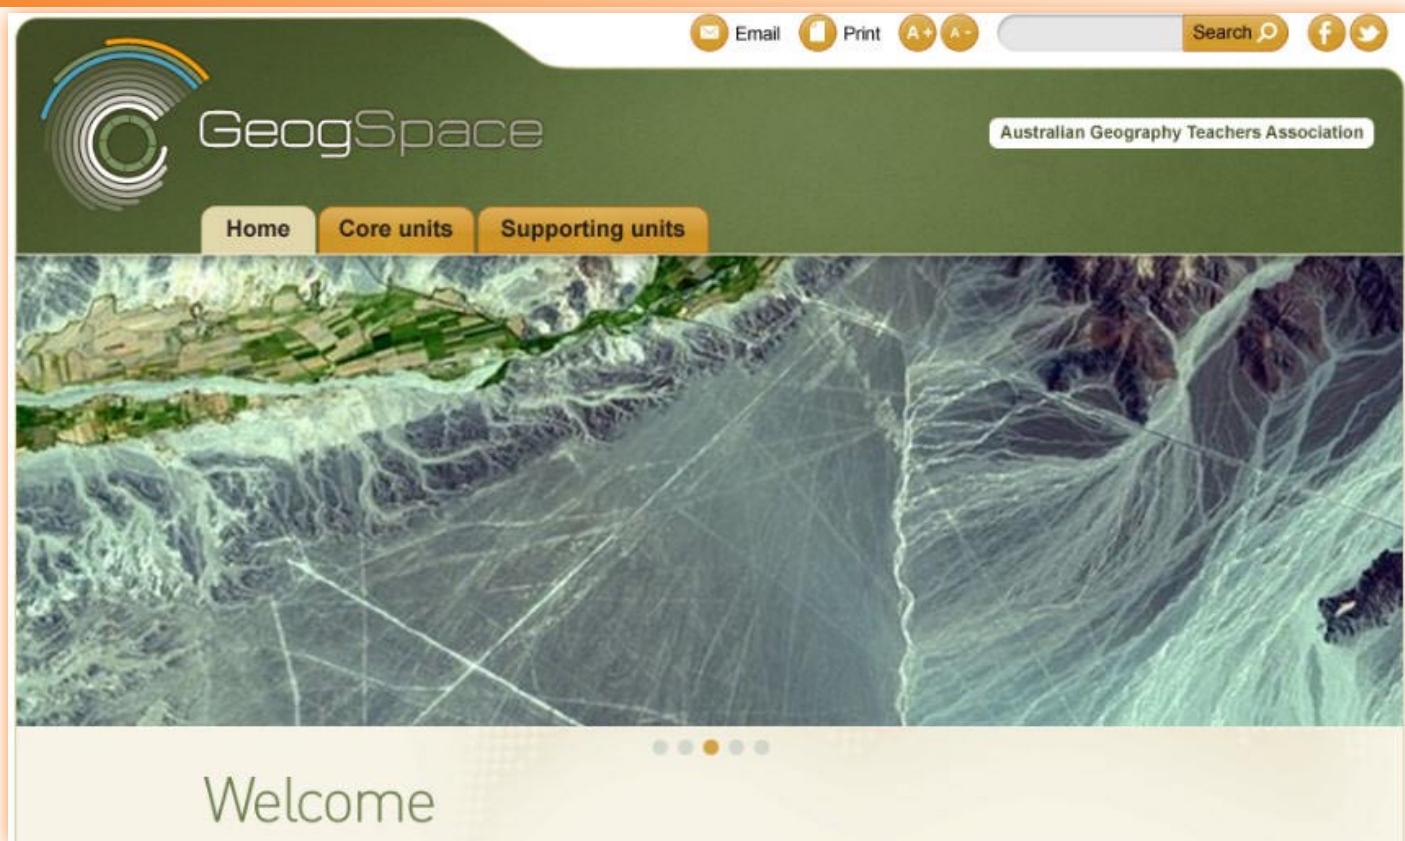 Email Print A+ A- Search
GeogSpace
Australian Geography Teachers Association
Home Core units Supporting units
Welcome